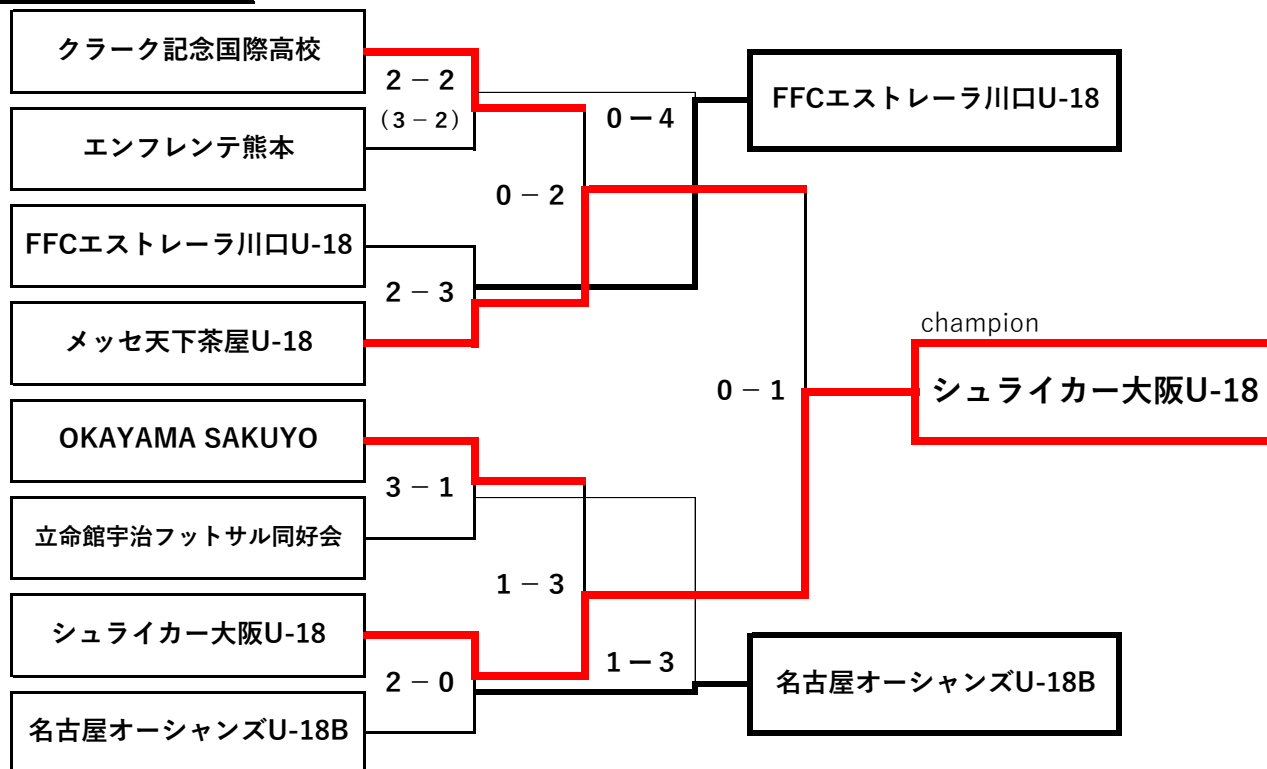 クラーク記念国際高校
2 – 2
(3 – 2)
エンフレンテ熊本
0 – 4
FFCエストレーラ川口U-18
0 – 2
FFCエストレーラ川口U-18
2 – 3
メッセ天下茶屋U-18
champion
シュライカー大阪U-18
0 – 1
OKAYAMA SAKUYO
3 – 1
立命館宇治フットサル同好会
1 – 3
シュライカー大阪U-18
1 – 3
2 – 0
名古屋オーシャンズU-18B
名古屋オーシャンズU-18B